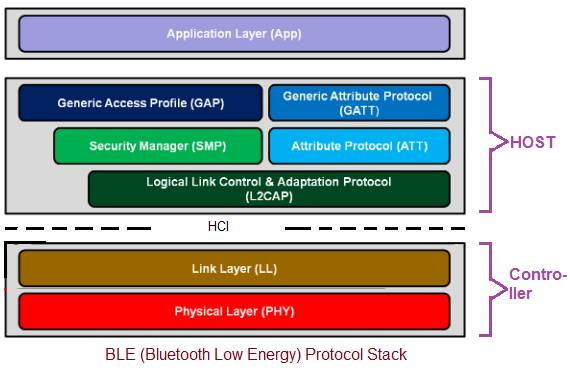 Application Layer (App)
Generic Access Profile (GAP)
Generic Attribute Protocol
(GATT)
Security Manager (SMP)
Attribute Protocol (ATT)
Logical Link Control & Adaptation Protocol
(L2CAP)
HOST
HCI
Link Layer (LL)
Physical Layer (PHY)
Contro-
ller
BLE (Bluetooth Low Energy) Protocol Stack